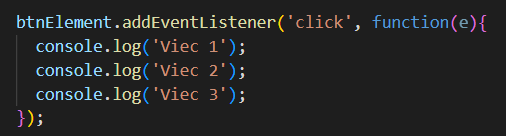 btnElement.addEventListener('click', function(e){
  console.log('Viec 1');
  console.log('Viec 2');
  console.log('Viec 3');
});